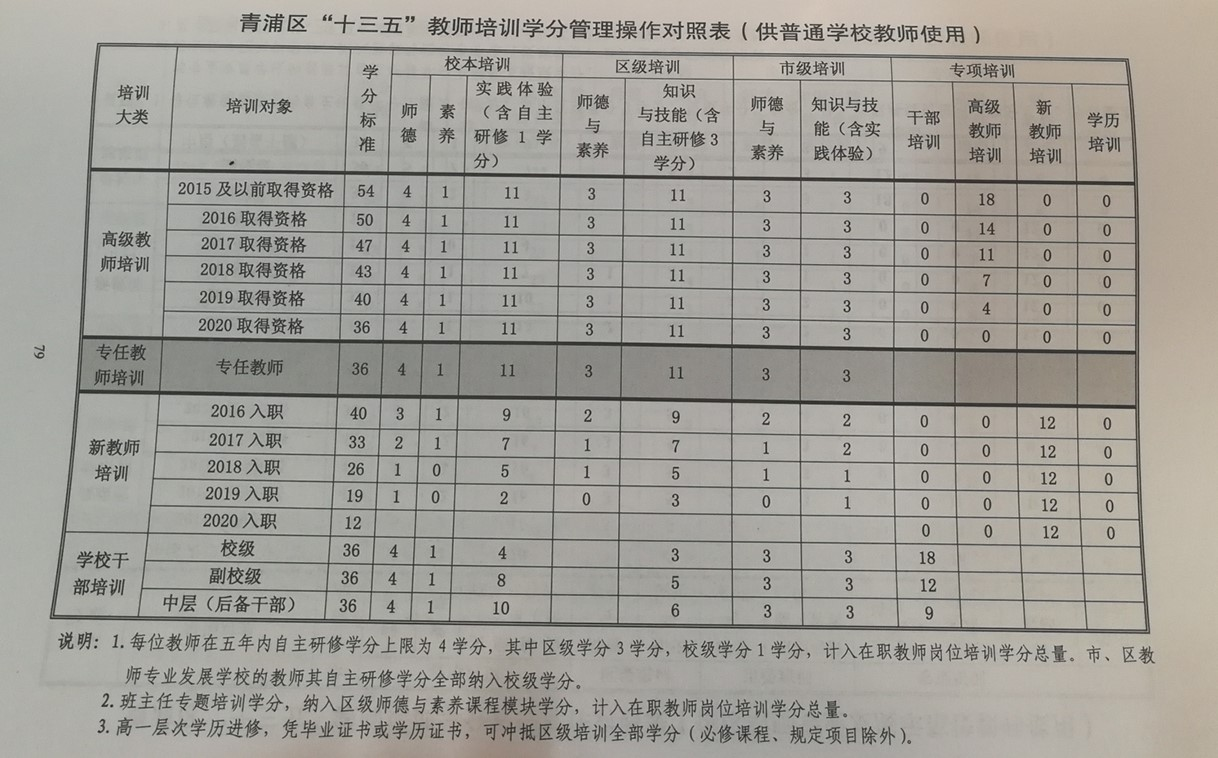 青浦区“十三五”教师培训学分管理操作对照表（供普通学校教师使用）
培训大类 培训对象 学分标准 校本培训 区级培训 市级培训 专项培训
师德 素养 实践体验（含自主研修1学分） 师德与素养 知识与技能（含自主研修3学分） 师德与素养 知识与技能（含实践体验） 干部培训 高级教师培训 新教师培训 学历培训
高级教师培训
2015及以前取得资格 54 4 1 11 3 11 3 3 0 18 0 0
2016取得资格 50 4 1 11 3 11 3 3 0 14 0 0
2017取得资格 47 4 1 11 3 11 3 3 0 11 0 0
2018取得资格 43 4 1 11 3 11 3 3 0 7 0 0
2019取得资格 40 4 1 11 3 11 3 3 0 4 0 0
2020取得资格 36 4 1 11 3 11 3 3 0 0 0 0
专任教师培训 专任教师 36 4 1 11 3 11 3 3
新教师培训
2016入职 40 3 1 9 2 9 2 2 0 0 12 0
2017入职 33 2 1 7 1 7 1 2 0 0 12 0
2018入职 26 1 0 5 1 5 1 1 0 0 12 0
2019入职 19 1 0 2 0 3 0 1 0 0 12 0
2020入职 12 0 0 12 0
学校干部培训
校级 36 4 1 4 3 3 3 18
副校级 36 4 1 8 5 3 3 12
中层（后备干部） 36 4 1 10 6 3 3 9
说明：1.每位教师在五年内自主研修学分上限为4学分，其中区级学分3学分，校级学分1学分，计入在职教师岗位培训学分总量。市、区教
师专业发展学校的教师其自主研修学分全部纳入校级学分。
2.班主任专题培训学分，纳入区级师德与素养课程模块学分，计入在职教师岗位培训学分总量。
3.高一层次学历进修，凭毕业证书或学历证书，可冲抵区级培训全部学分（必修课程、规定项目除外）。
79